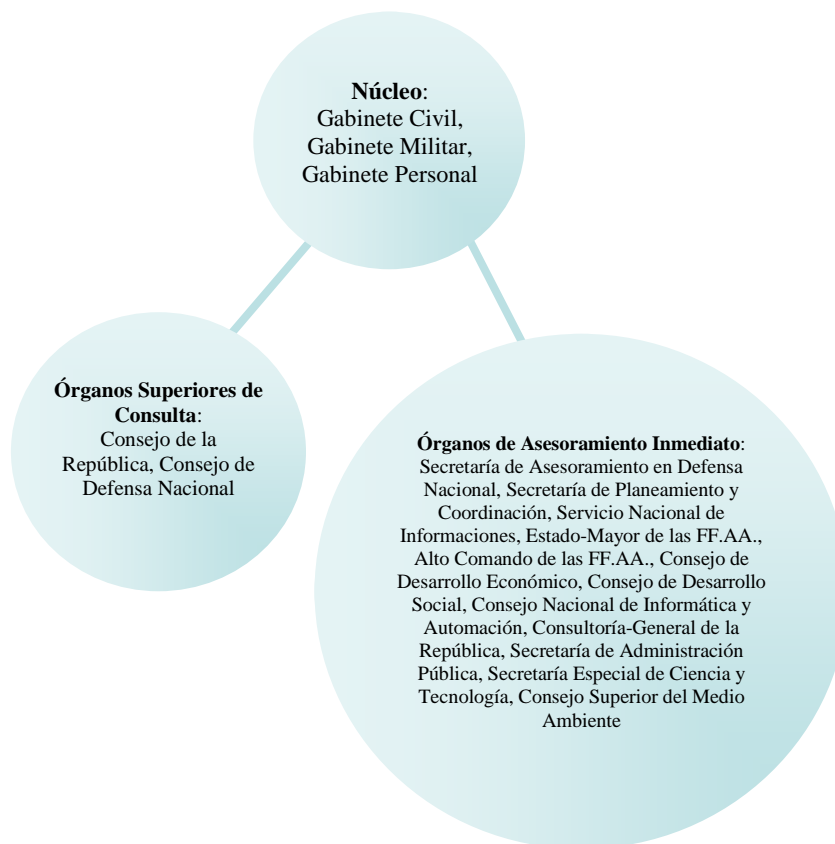 Núcleo:
Gabinete Civil,
Gabinete Militar,
Gabinete Personal
Órganos Superiores de
Consulta:
Consejo de la
República, Consejo de
Defensa Nacional
Órganos de Asesoramiento Inmediato:
Secretaría de Asesoramiento en Defensa
Nacional, Secretaría de Planeamiento y
Coordinación, Servicio Nacional de
Informaciones, Estado-Mayor de las FF.AA.,
Alto Comando de las FF.AA., Consejo de
Desarrollo Económico, Consejo de Desarrollo
Social, Consejo Nacional de Informática y
Automación, Consultoría-General de la
República, Secretaría de Administración
Pública, Secretaría Especial de Ciencia y
Tecnología, Consejo Superior del Medio
Ambiente